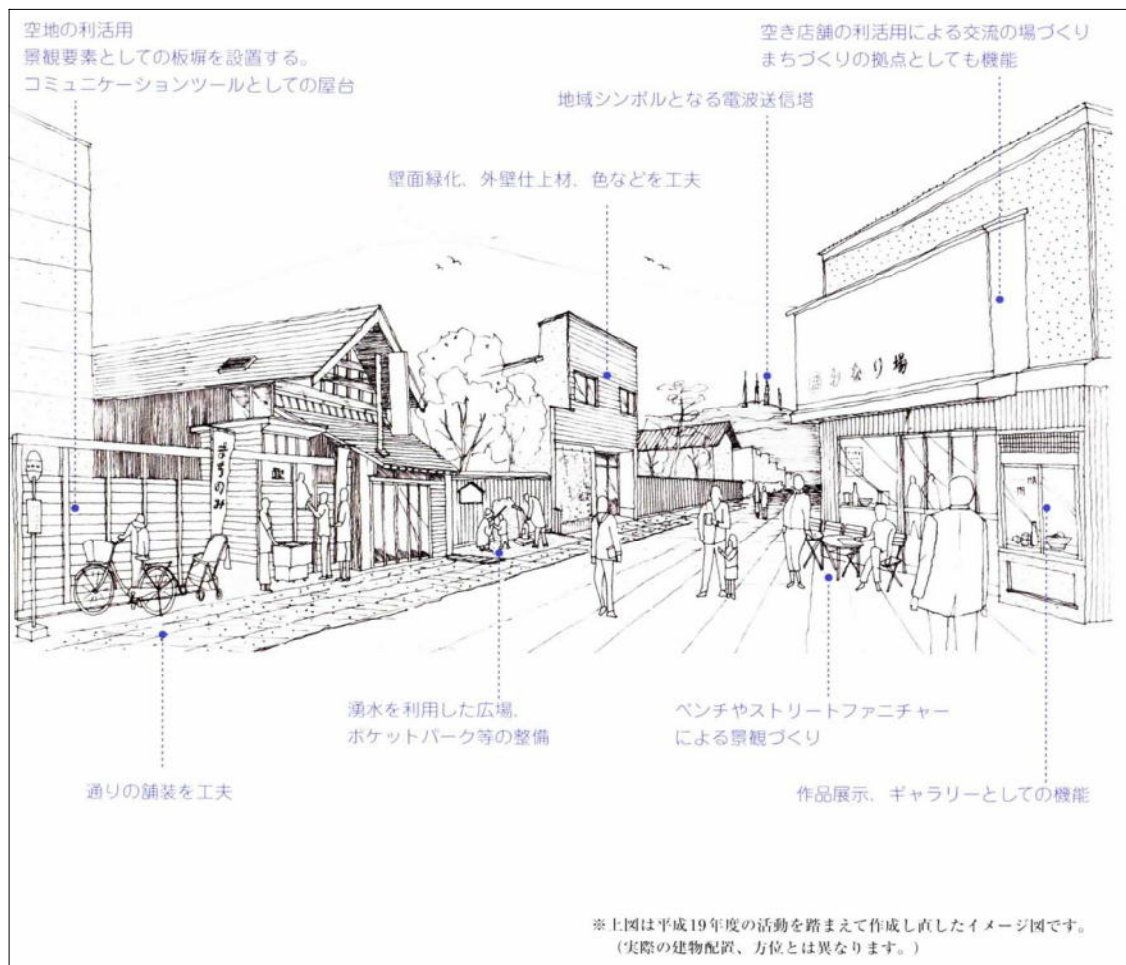 空地の利活用
景観要素としての板塀を設置する。
コミュニケーションツールとしての屋台
空き店舗の利活用による交流の場づくり
まちづくりの拠点としても機能
地域シンボルとなる電波送信塔
壁面緑化、外壁仕上材、色などを工夫
まちのみ
湧水を利用した広場、
ポケットパーク等の整備
ベンチやストリートファニチャー
による景観づくり
通りの舗装を工夫
作品展示、ギャラリーとしての機能
※上図は平成19年度の活動を踏まえて作成し直したイメージ図です。
（実際の建物配置、方位とは異なります。）